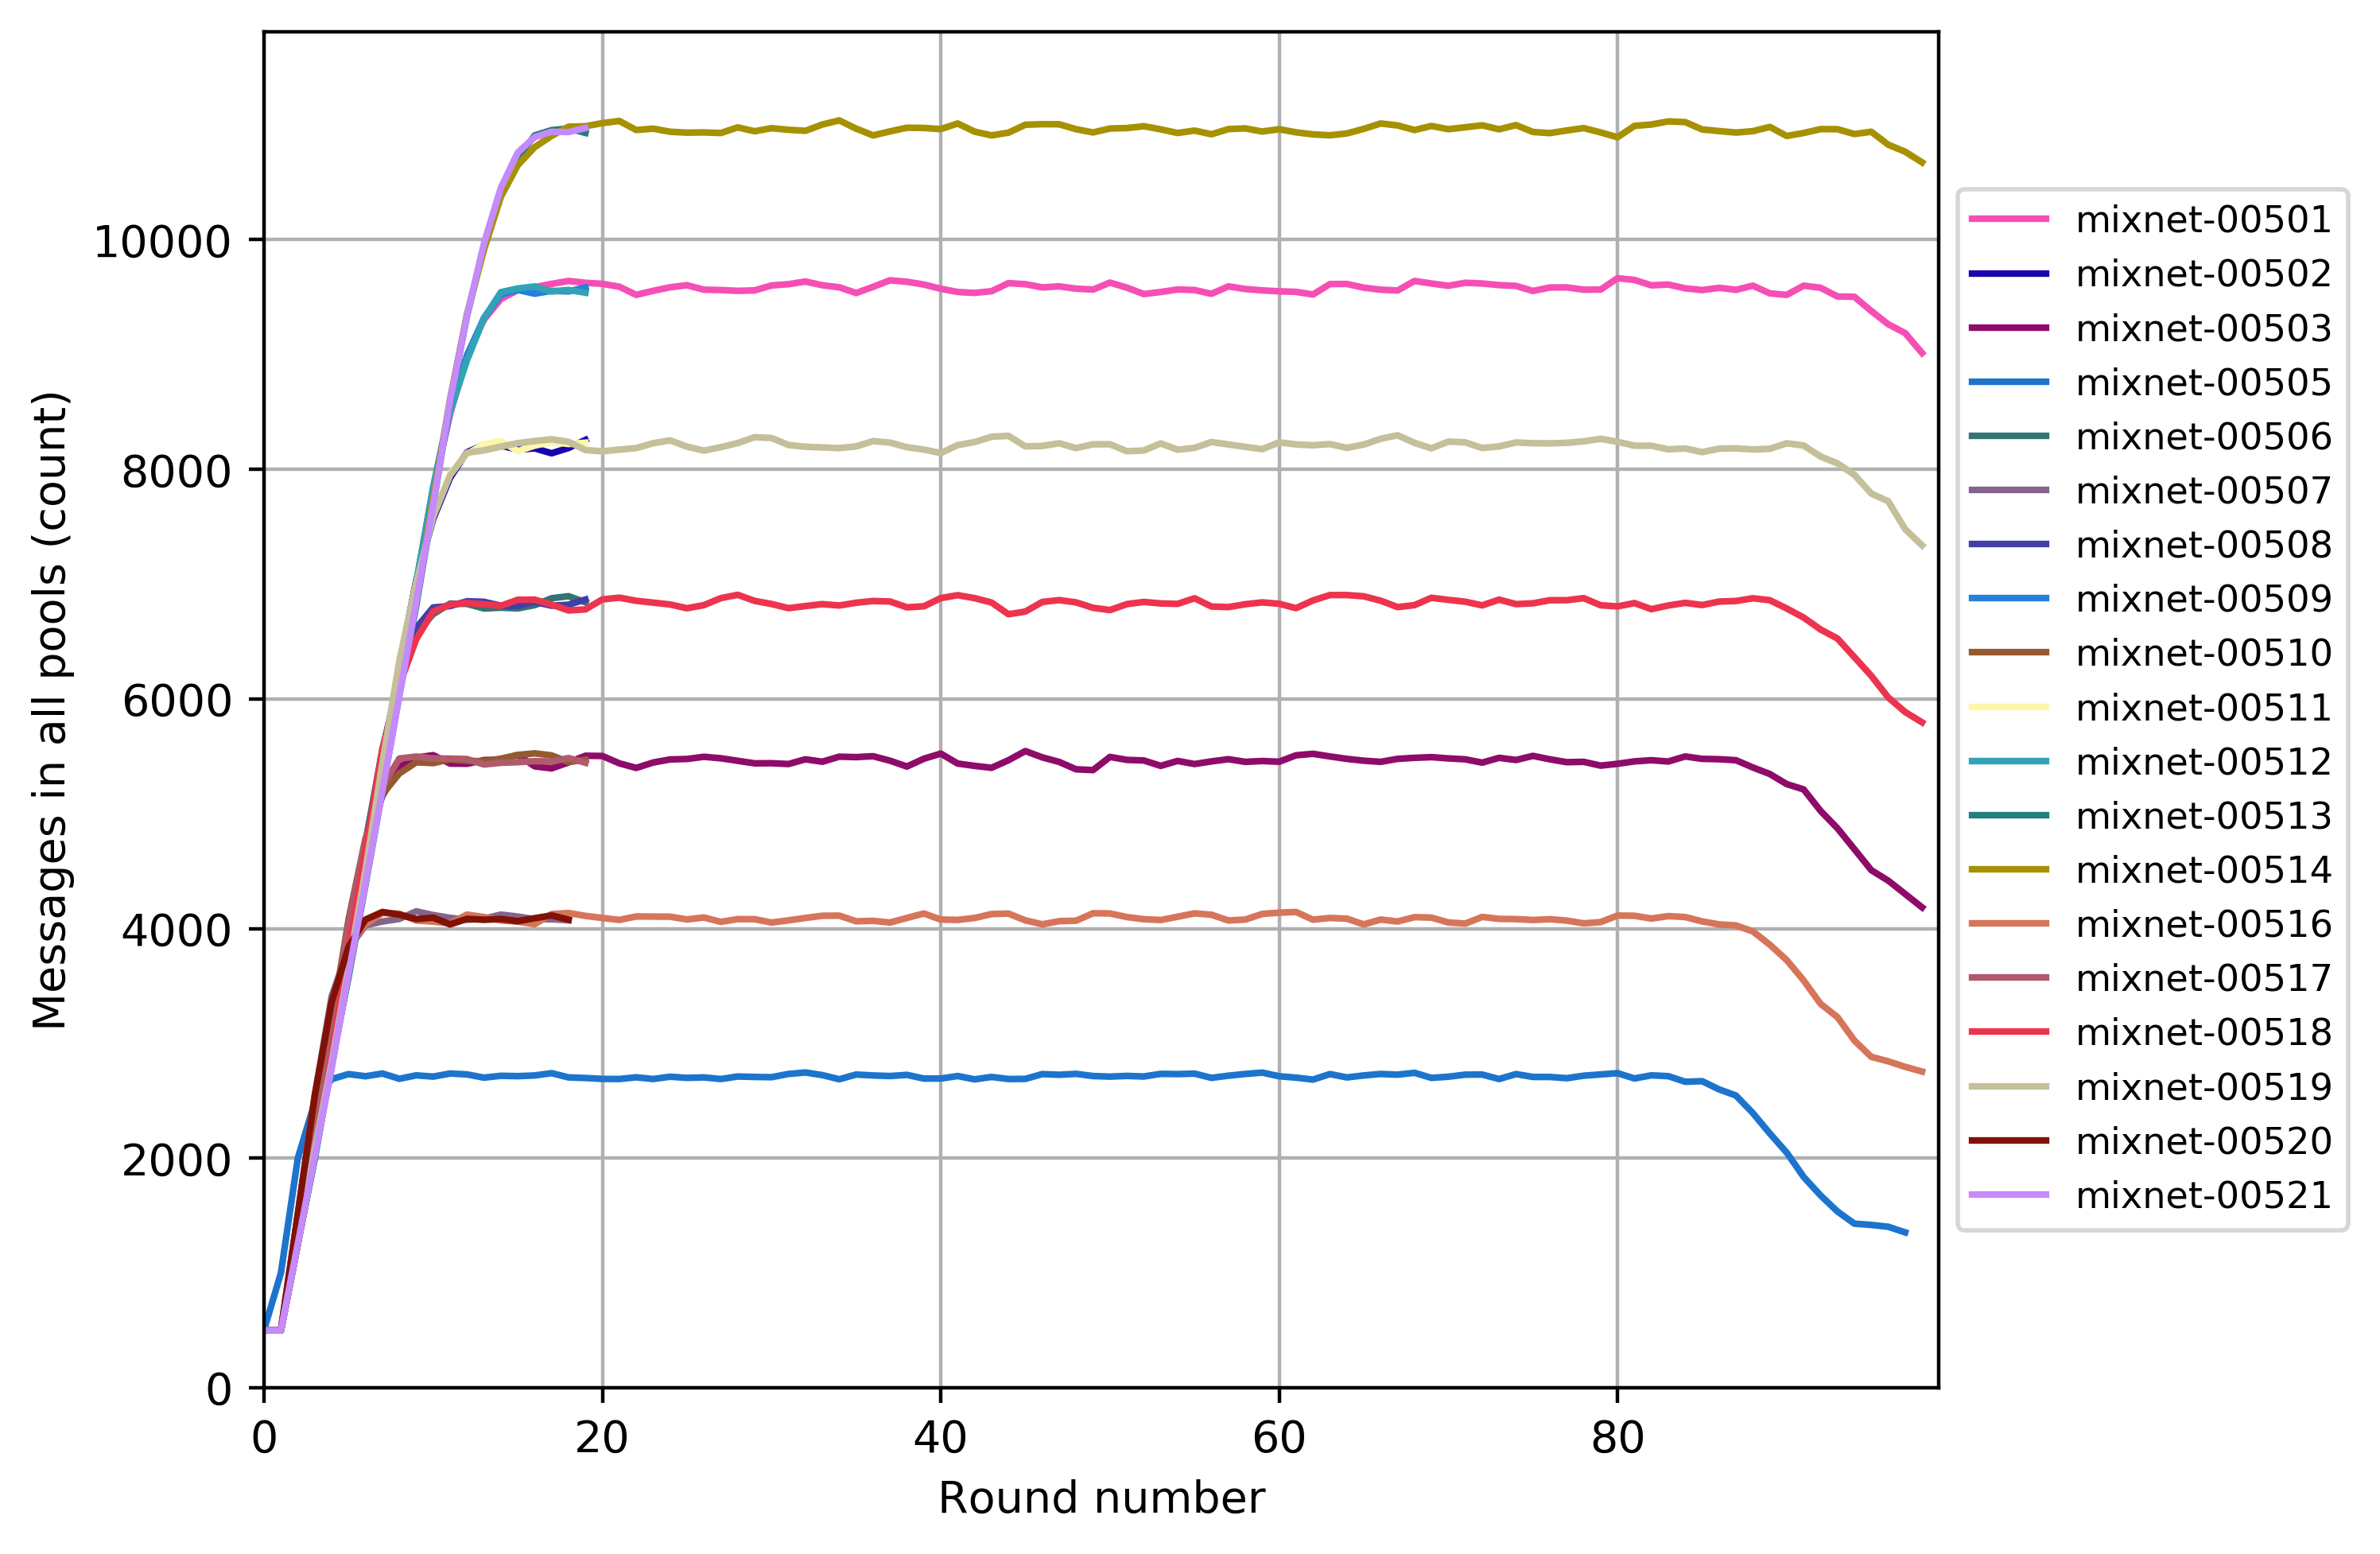 10000
8000
6000
4000
2000
0
0 20 40 60 80
Round number
Messages in all pools (count)
mixnet-00501
mixnet-00502
mixnet-00503
mixnet-00505
mixnet-00506
mixnet-00507
mixnet-00508
mixnet-00509
mixnet-00510
mixnet-00511
mixnet-00512
mixnet-00513
mixnet-00514
mixnet-00516
mixnet-00517
mixnet-00518
mixnet-00519
mixnet-00520
mixnet-00521